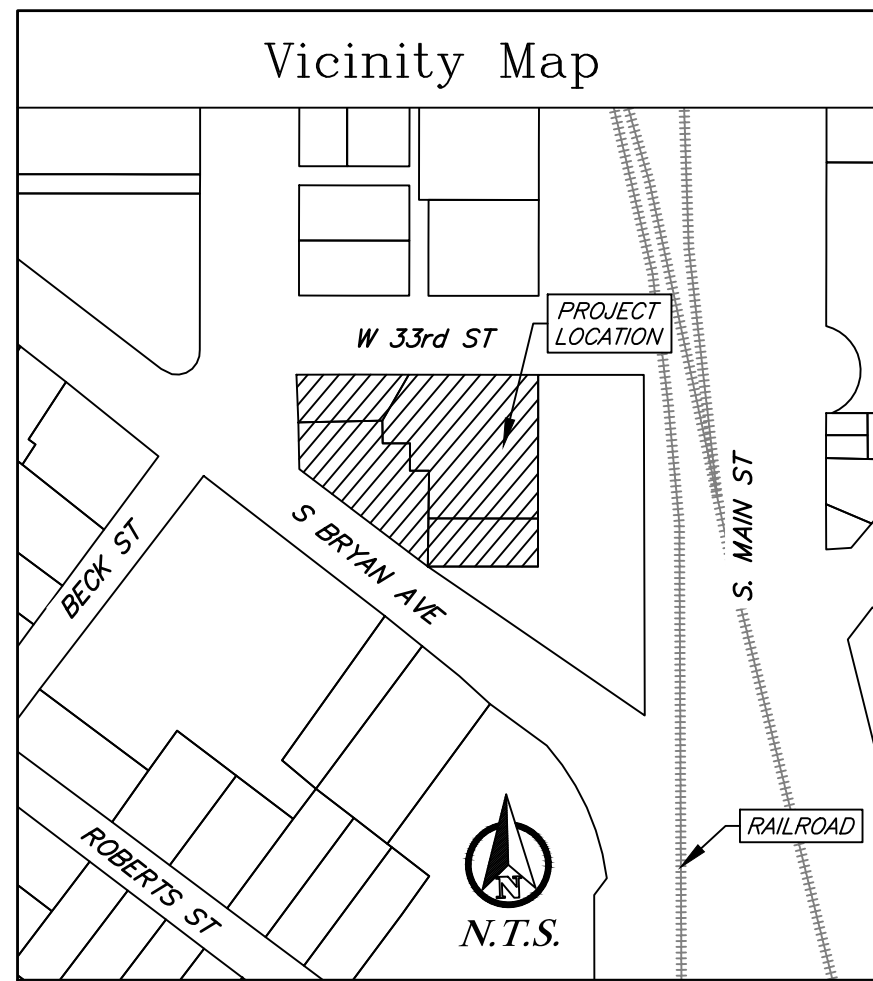 Vicinity Map
PROJECT
LOCATION
W 33rd ST
S. MAIN ST
S BRYAN AVE
BECK ST
RAILROAD
ROBERTS ST
N
N.T.S.